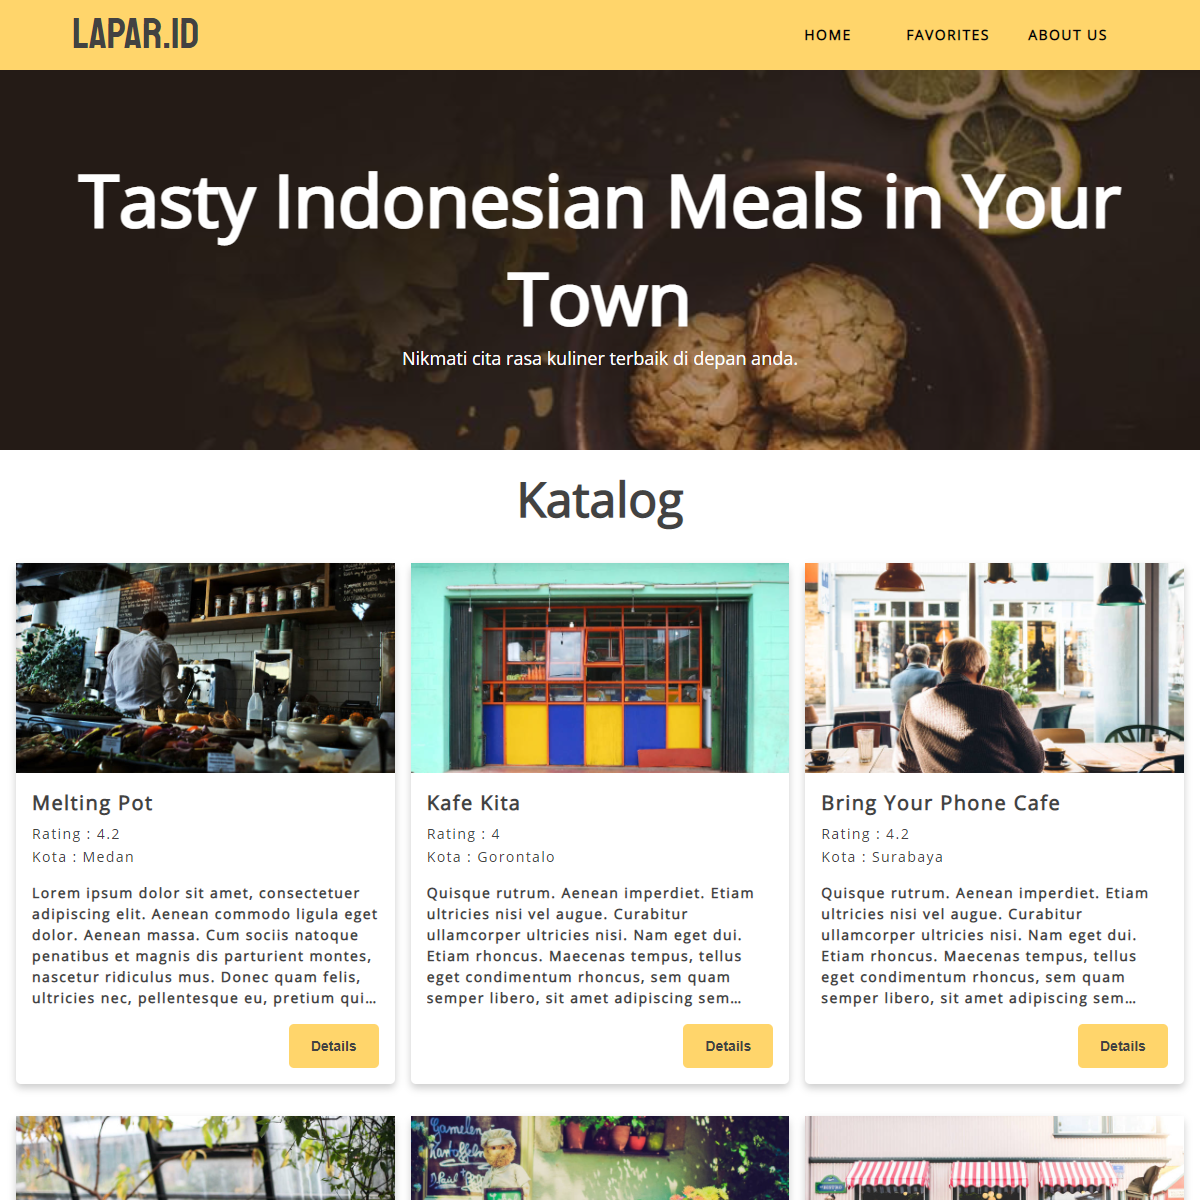 LAPAR.ID
HOME FAVORITES ABOUT US
Tasty Indonesian Meals in Your
Town
Nikmati cita rasa kuliner terbaik di depan anda.
Katalog
Melting Pot
Rating : 4.2
Kota : Medan
Lorem ipsum dolor sit amet, consectetuer
adipiscing elit. Aenean commodo ligula eget
dolor. Aenean massa. Cum sociis natoque
penatibus et magnis dis parturient montes,
nascetur ridiculus mus. Donec quam felis,
ultricies nec, pellentesque eu, pretium qui…
Details
Kafe Kita
Rating : 4
Kota : Gorontalo
Quisque rutrum. Aenean imperdiet. Etiam
ultricies nisi vel augue. Curabitur
ullamcorper ultricies nisi. Nam eget dui.
Etiam rhoncus. Maecenas tempus, tellus
eget condimentum rhoncus, sem quam
semper libero, sit amet adipiscing sem…
Details
Bring Your Phone Cafe
Rating : 4.2
Kota : Surabaya
Quisque rutrum. Aenean imperdiet. Etiam
ultricies nisi vel augue. Curabitur
ullamcorper ultricies nisi. Nam eget dui.
Etiam rhoncus. Maecenas tempus, tellus
eget condimentum rhoncus, sem quam
semper libero, sit amet adipiscing sem…
Details
Gamelen
Kartoffeln